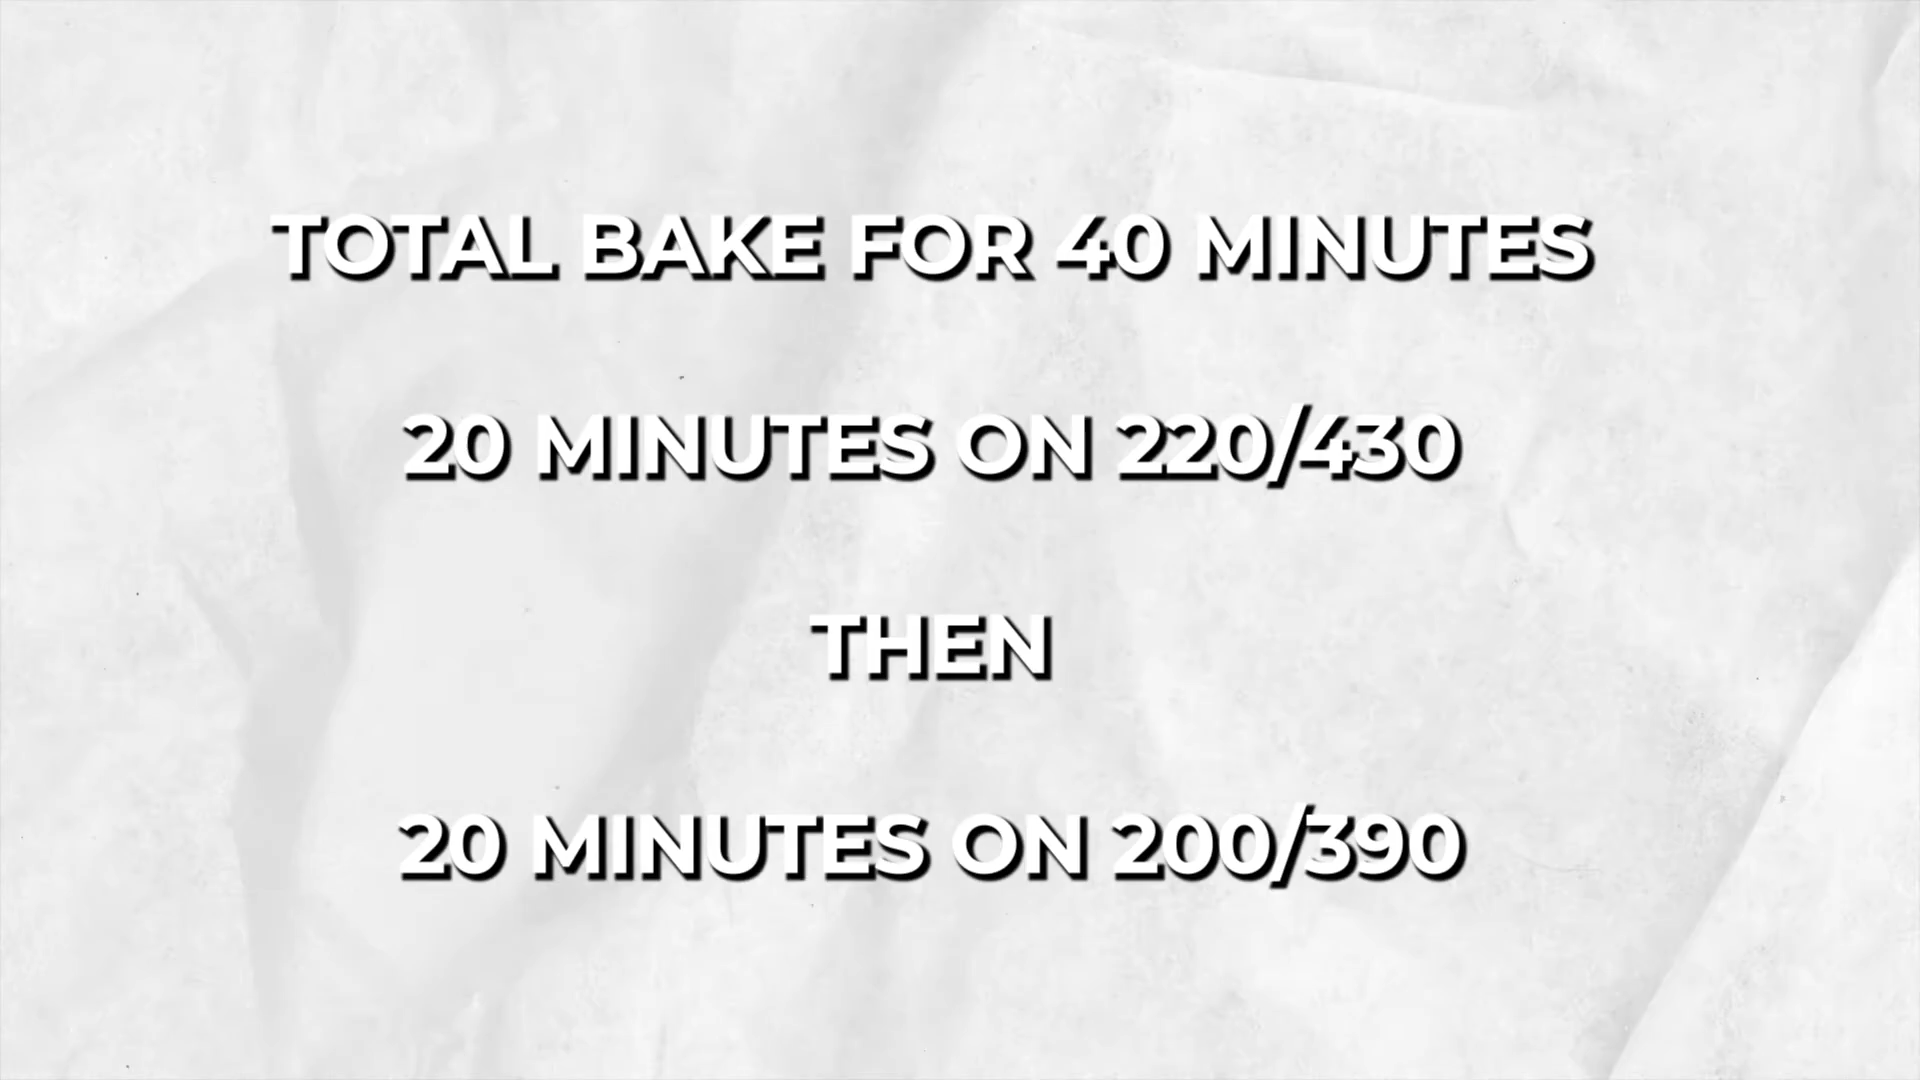 TOTAL BAKE FOR 40 MINUTES
20 MINUTES ON 220/430
THEN
20 MINUTES ON 200/390